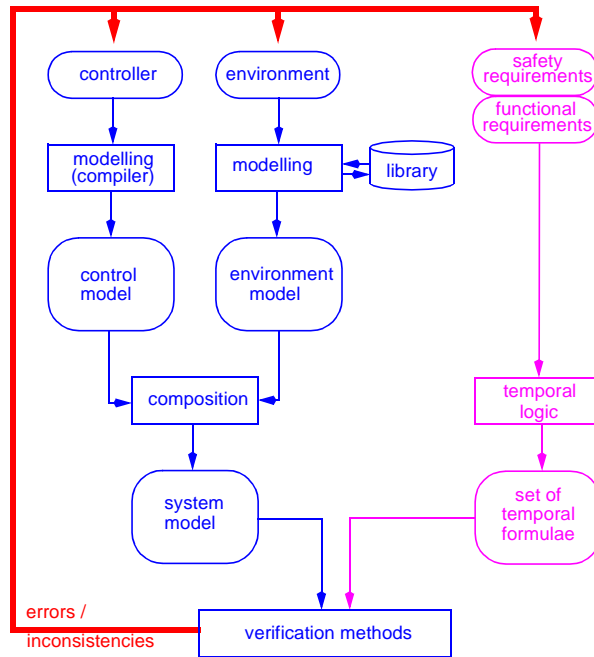 controller
environment
safety
requirements
functional
requirements
modelling
(compiler)
modelling
library
control
model
environment
model
composition
temporal
logic
system
model
set of
temporal
formulae
errors /
inconsistencies
verification methods